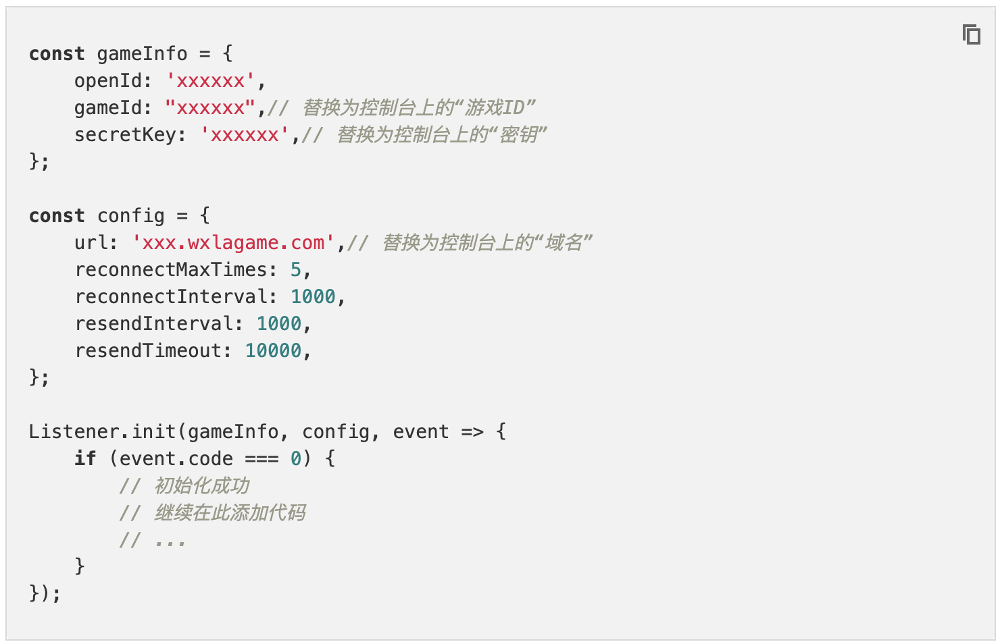 const gameInfo = {
    openId: 'xxxxxx',
    gameId: "xxxxxx",// 替换为控制台上的“游戏ID”
    secretKey: 'xxxxxx',// 替换为控制台上的“密钥”
};

const config = {
    url: 'xxx.wxlagame.com',// 替换为控制台上的“域名”
    reconnectMaxTimes: 5,
    reconnectInterval: 1000,
    resendInterval: 1000,
    resendTimeout: 10000,
};

Listener.init(gameInfo, config, event => {
    if (event.code === 0) {
        // 初始化成功
        // 继续在此添加代码
        // ...
    }
});